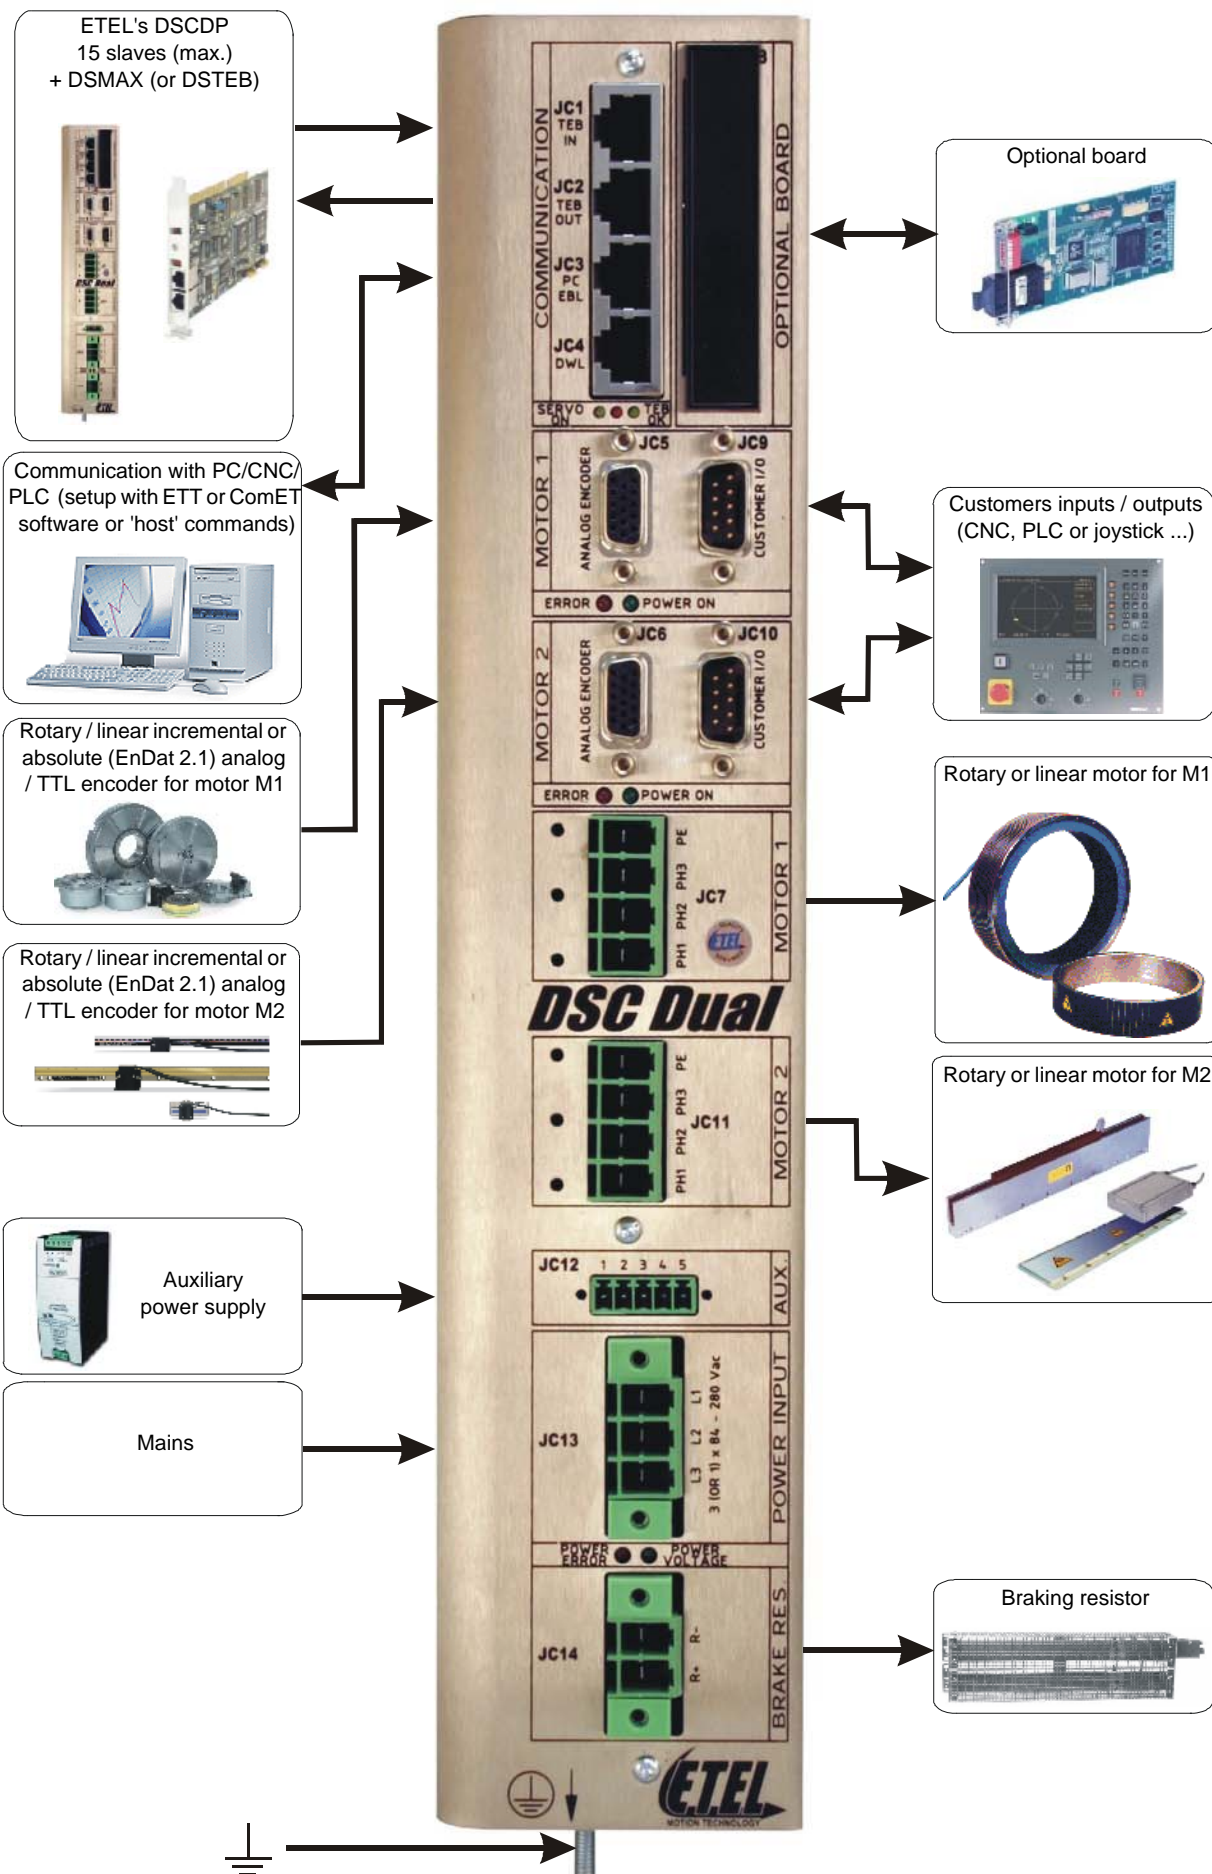 ETEL's DSCDP
15 slaves (max.)
+ DSMAX (or DSTEB)
Communication with PC/CNC/
PLC (setup with ETT or ComET
software or 'host' commands)
Rotary / linear incremental or
absolute (EnDat 2.1) analog
/ TTL encoder for motor M1
Rotary / linear incremental or
absolute (EnDat 2.1) analog
/ TTL encoder for motor M2
Auxiliary
power supply
Mains
COMMUNICATION
JC1
TEB
IN
JC2
TEB
OUT
JC3
PC
EBL
JC4
DWL
OPTIONAL BOARD
SERVO
ON
TEB
OK
MOTOR 1
ANALOG ENCODER
JC5
JC9
CUSTOMER I/O
ERROR
POWER ON
MOTOR 2
ANALOG ENCODER
JC6
JC10
CUSTOMER I/O
ERROR
POWER ON
PH1 PH2 PH3 PE
JC7
ETEL
MOTOR 1
DSC Dual
PH1 PH2 PH3 PE
JC11
MOTOR 2
JC12
1 2 3 4 5
AUX.
JC13
L3 L2 L1
3 (OR 1) x 84 - 280 Vac
POWER INPUT
POWER
ERROR
POWER
VOLTAGE
JC14
R+ R-
BRAKE RES.
ETEL
MOTION TECHNOLOGY
Optional board
Customers inputs / outputs
(CNC, PLC or joystick ...)
Rotary or linear motor for M1
Rotary or linear motor for M2
Braking resistor
DSC Dual
ETEL